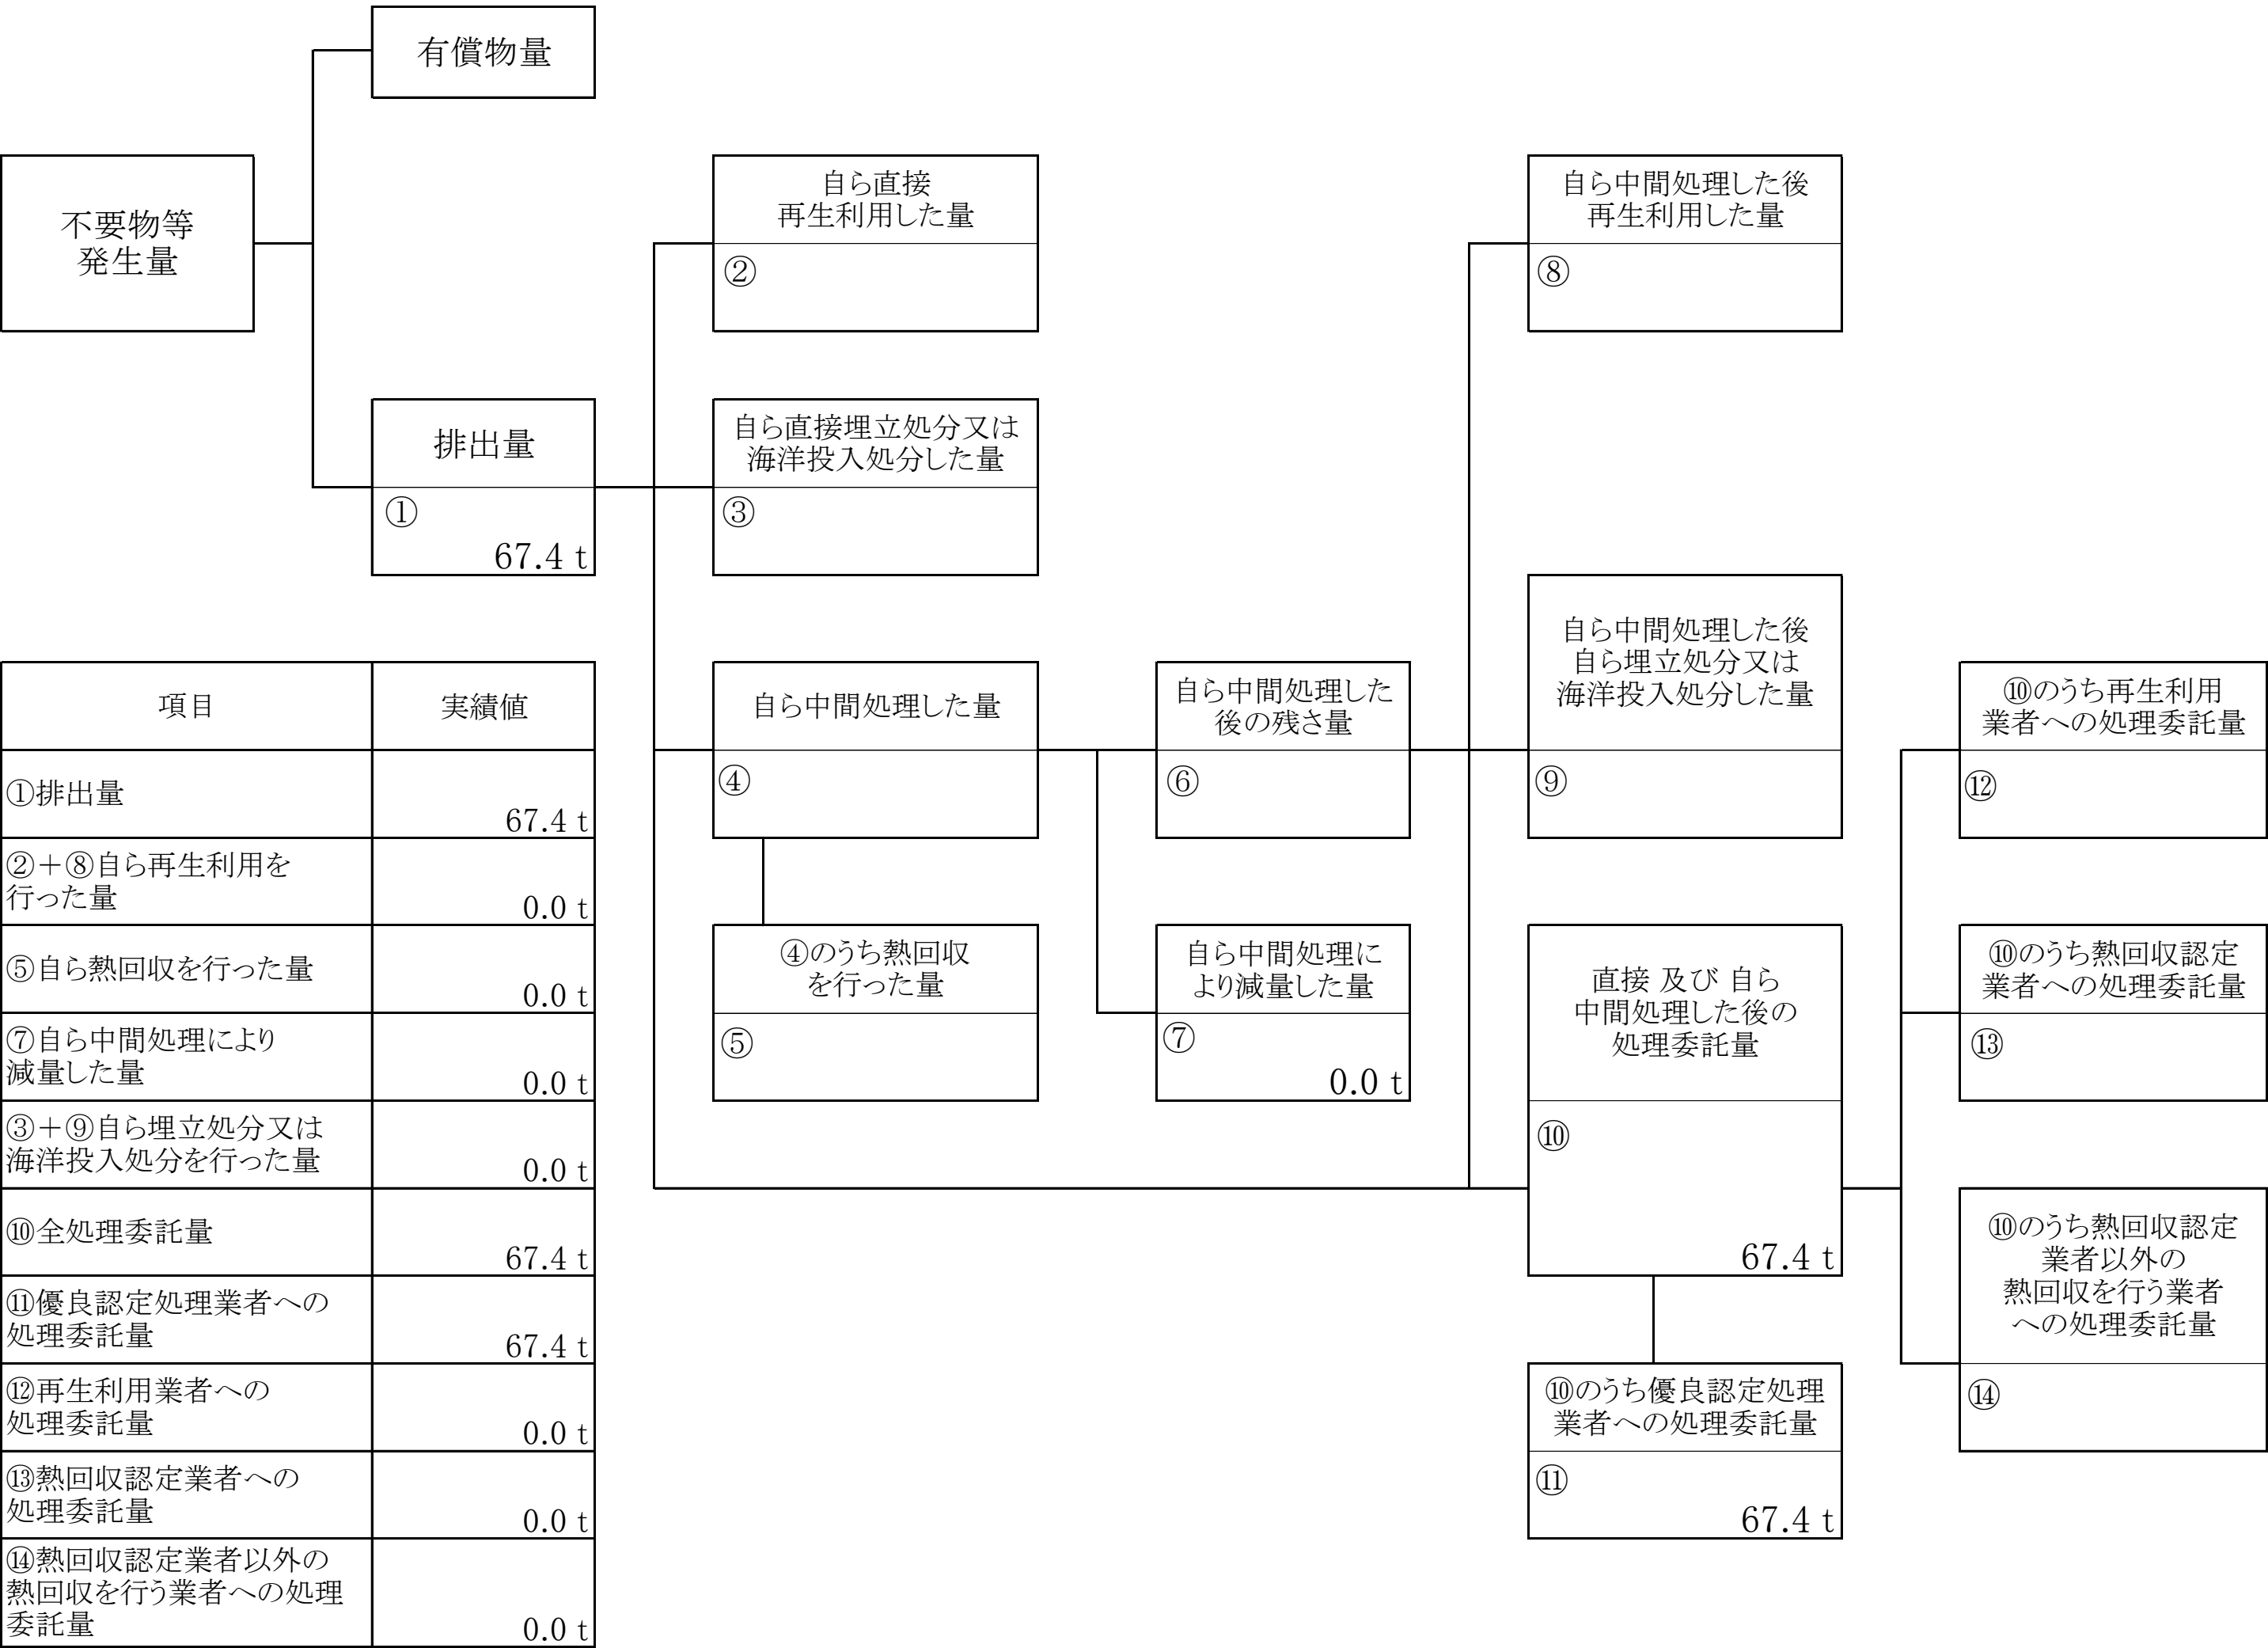 有償物量
不要物等
発生量
自ら直接
再生利用した量
②
自ら中間処理した後
再生利用した量
⑧
排出量
①
67.4 t
自ら直接埋立処分又は
海洋投入処分した量
③
自ら中間処理した量
④
自ら中間処理した
後の残さ量
⑥
自ら中間処理した後
自ら埋立処分又は
海洋投入処分した量
⑨
⑩のうち再生利用
業者への処理委託量
⑫
④のうち熱回収
を行った量
⑤
自ら中間処理に
より減量した量
⑦
0.0 t
直接 及び 自ら
中間処理した後の
処理委託量
⑩
67.4 t
⑩のうち熱回収認定
業者への処理委託量
⑬
⑩のうち熱回収認定
業者以外の
熱回収を行う業者
への処理委託量
⑭
⑩のうち優良認定処理
業者への処理委託量
⑪
67.4 t
項目 実績値
①排出量
67.4 t
②＋⑧自ら再生利用を
行った量
0.0 t
⑤自ら熱回収を行った量
0.0 t
⑦自ら中間処理により
減量した量
0.0 t
③＋⑨自ら埋立処分又は
海洋投入処分を行った量
0.0 t
⑩全処理委託量
67.4 t
⑪優良認定処理業者への
処理委託量
67.4 t
⑫再生利用業者への
処理委託量
0.0 t
⑬熱回収認定業者への
処理委託量
0.0 t
⑭熱回収認定業者以外の
熱回収を行う業者への処理
委託量
0.0 t